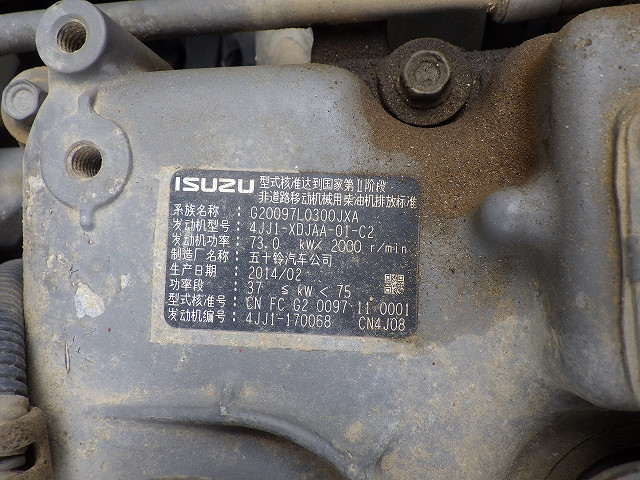 ISUZU 型式核准达到国家第Ⅱ阶段
非道路移动机械用柴油机排放标准
系族名称 : G20097L0300JXA
发动机型号: 4JJ1-XDJAA-01-C2
发动机功率: 73.0 kW/ 2000 r/min
制造厂名称: 五十铃汽车公司
生产日期 : 2014/02
功率段 : 37 ≤ kW < 75
型式核准号: CN FC G2 0097 11 0001
发动机编号: 4JJ1-170068 CN4J08